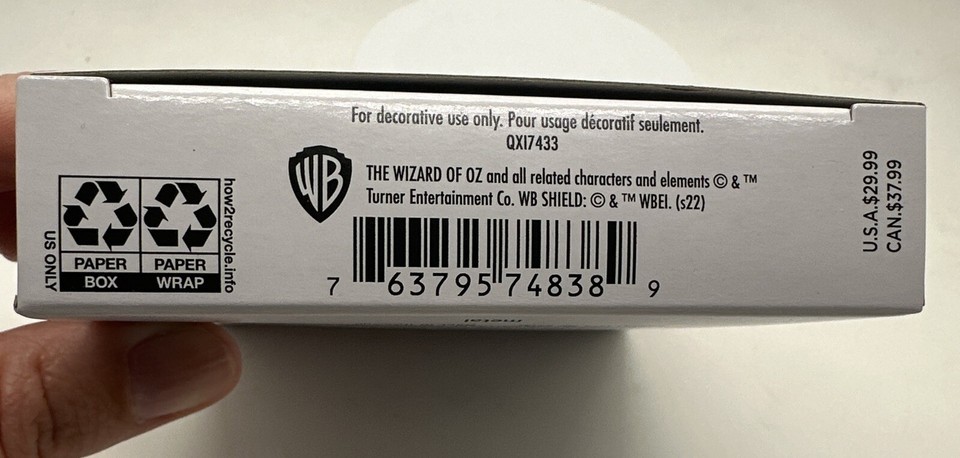 For decorative use only. Pour usage décoratif seulement.
QXI7433
WB
THE WIZARD OF OZ and all related characters and elements © & ™
Turner Entertainment Co. WB SHIELD: © & ™ WBEI. (s22)
7 63795 74838 9
US ONLY
PAPER
BOX
PAPER
WRAP
how2recycle.info
U.S.A.$29.99
CAN.$37.99
metal